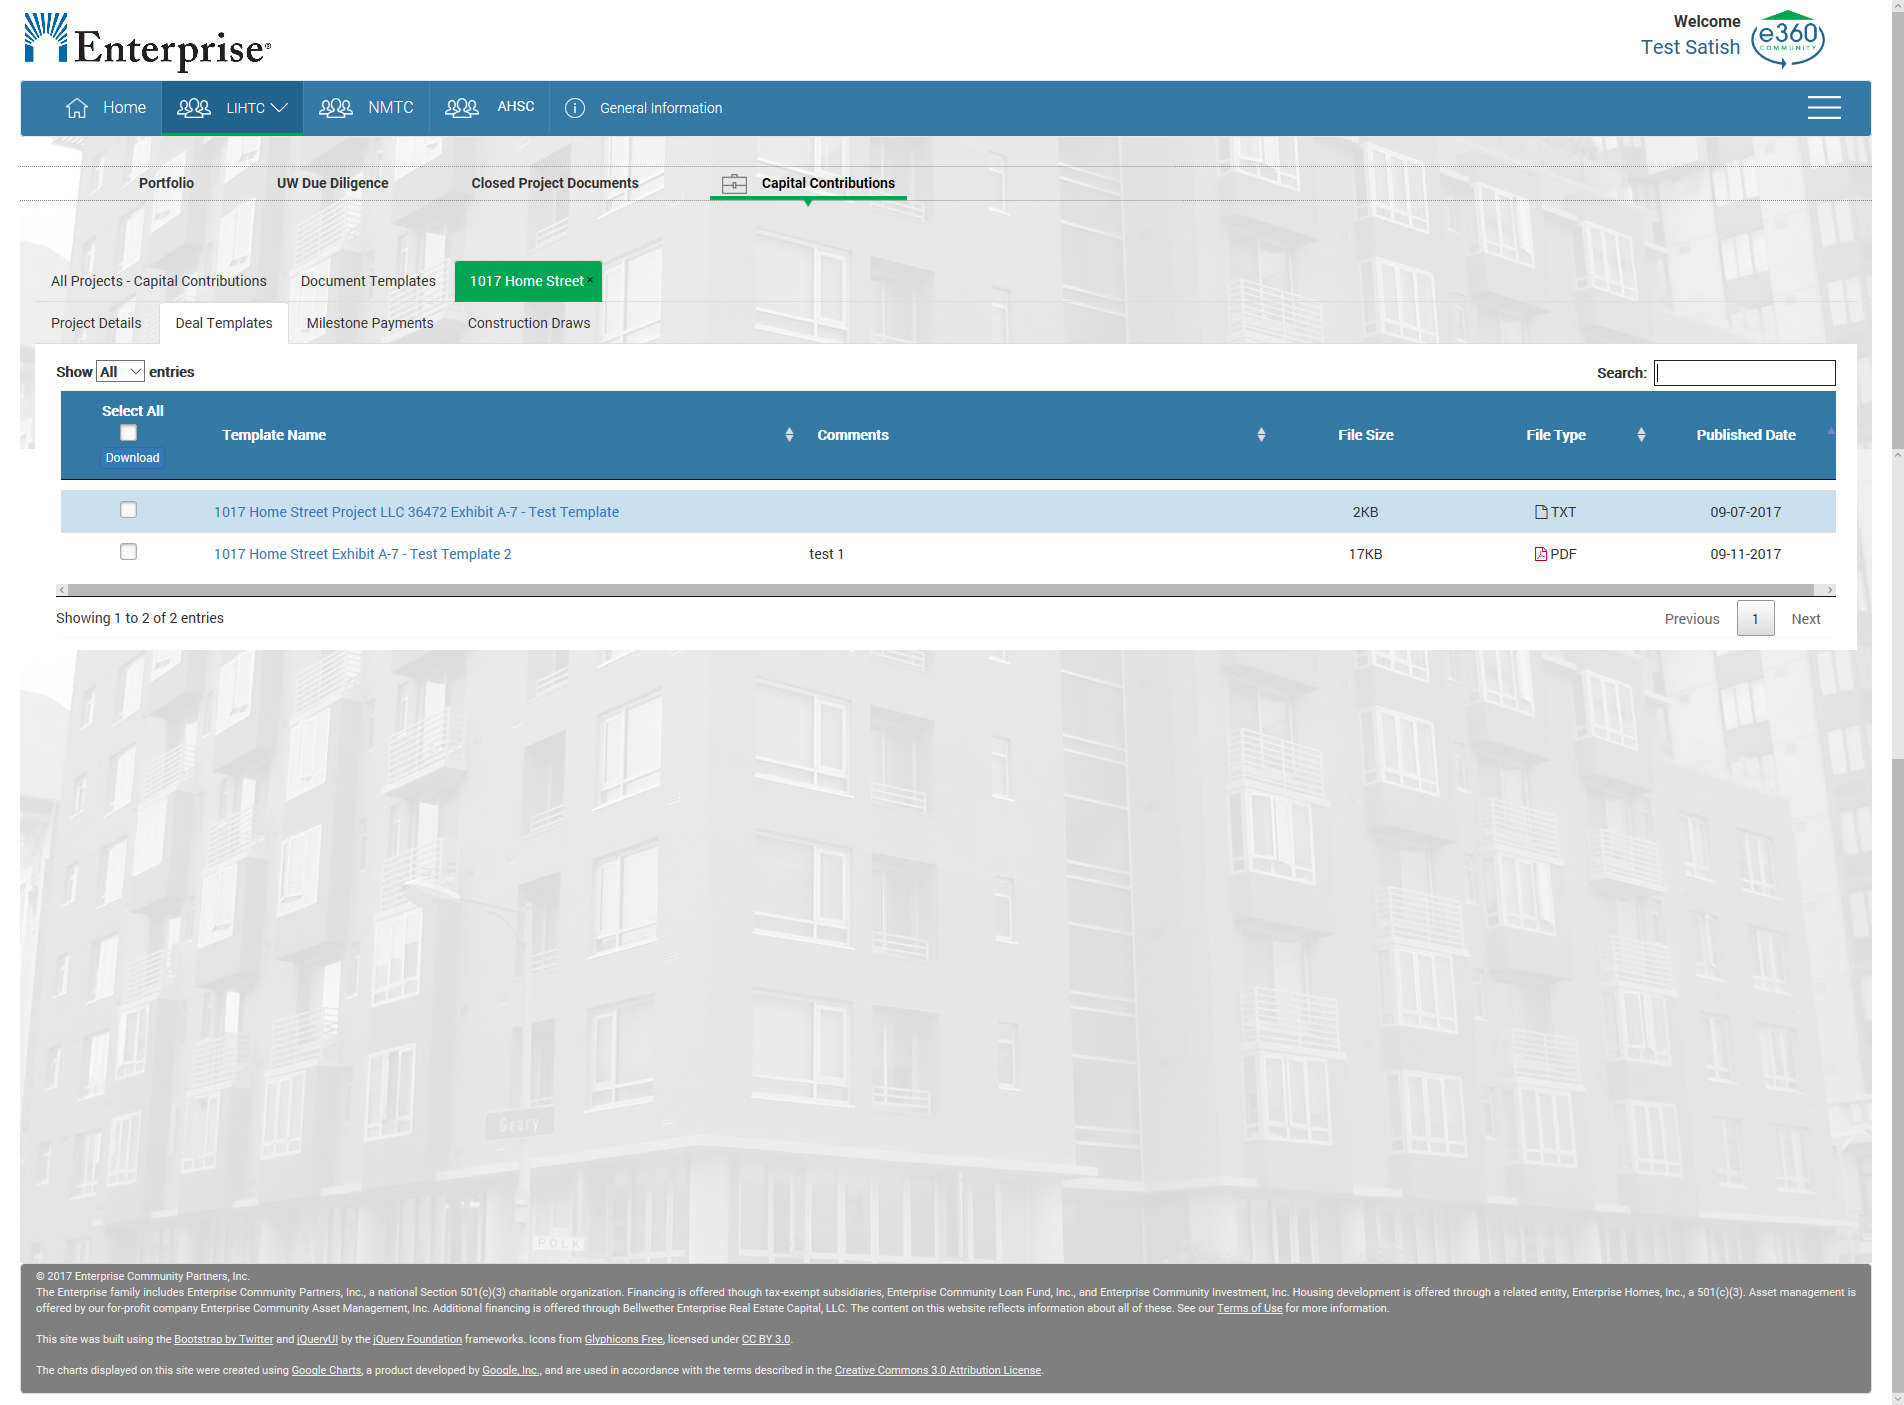 Enterprise®
Welcome
Test Satish
e360
COMMUNITY
Home
LIHTC
NMTC
AHSC
General Information
Portfolio
UW Due Diligence
Closed Project Documents
Capital Contributions
All Projects - Capital Contributions
Document Templates
1017 Home Street ×
Project Details
Deal Templates
Milestone Payments
Construction Draws
Show All entries
Search:
Select All
Download
Template Name
Comments
File Size
File Type
Published Date
1017 Home Street Project LLC 36472 Exhibit A-7 - Test Template 2KB TXT 09-07-2017
1017 Home Street Exhibit A-7 - Test Template 2 test 1 17KB PDF 09-11-2017
Showing 1 to 2 of 2 entries
Previous 1 Next
Geary
POLK
© 2017 Enterprise Community Partners, Inc.
The Enterprise family includes Enterprise Community Partners, Inc., a national Section 501(c)(3) charitable organization. Financing is offered though tax-exempt subsidiaries, Enterprise Community Loan Fund, Inc., and Enterprise Community Investment, Inc. Housing development is offered through a related entity, Enterprise Homes, Inc., a 501(c)(3). Asset management is
offered by our for-profit company Enterprise Community Asset Management, Inc. Additional financing is offered through Bellwether Enterprise Real Estate Capital, LLC. The content on this website reflects information about all of these. See our Terms of Use for more information.
This site was built using the Bootstrap by Twitter and jQueryUI by the jQuery Foundation frameworks. Icons from Glyphicons Free, licensed under CC BY 3.0.
The charts displayed on this site were created using Google Charts, a product developed by Google, Inc., and are used in accordance with the terms described in the Creative Commons 3.0 Attribution License.